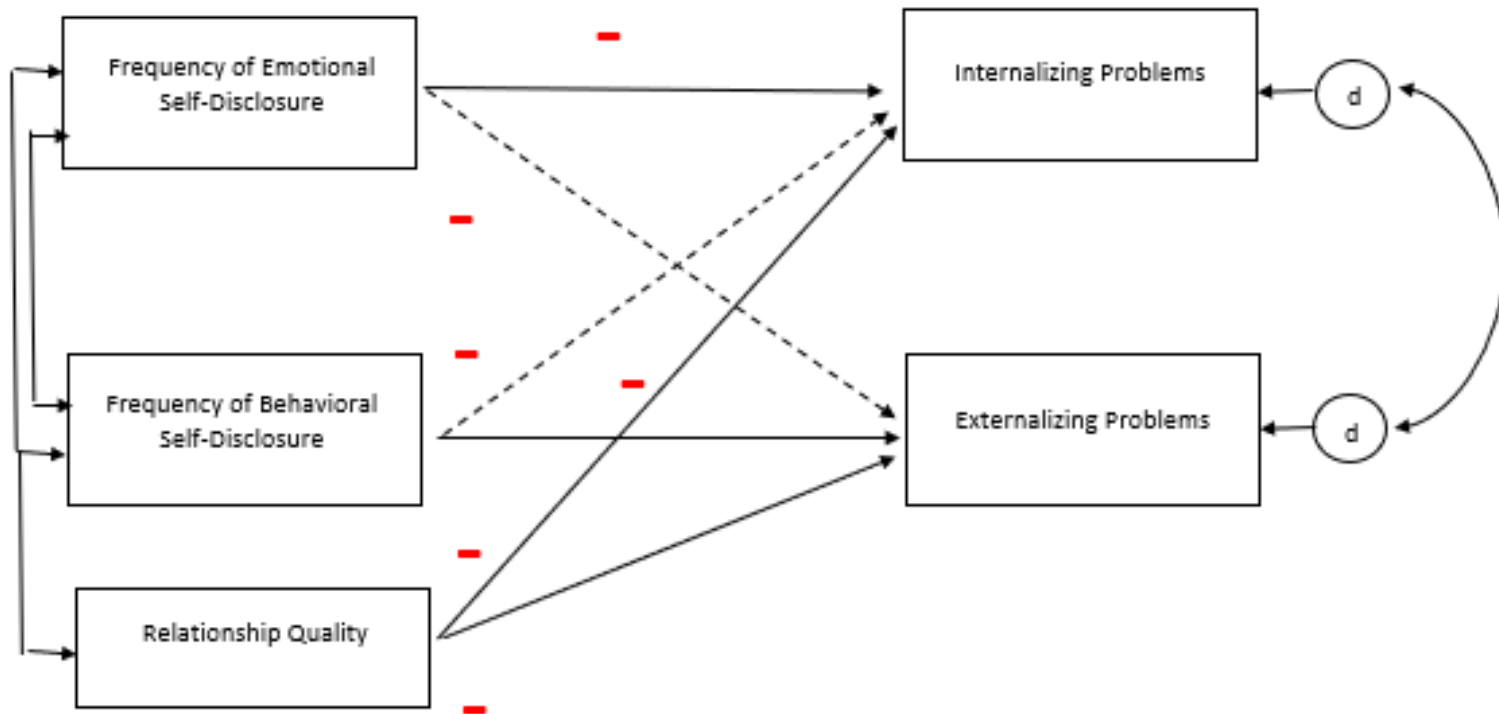 Frequency of Emotional
Self-Disclosure
Internalizing Problems
d
Frequency of Behavioral
Self-Disclosure
Externalizing Problems
d
Relationship Quality